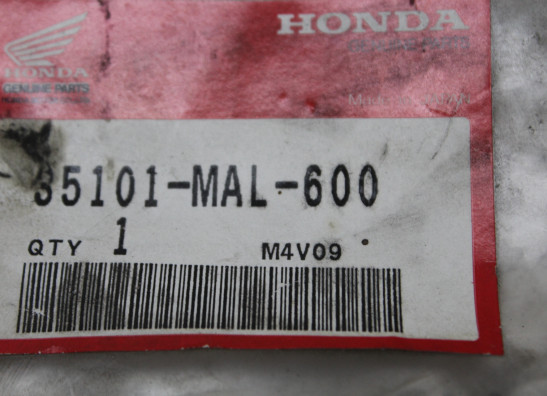 HONDA
HONDA
GENUINE PARTS
35101-MAL-600
QTY 1 M4V09